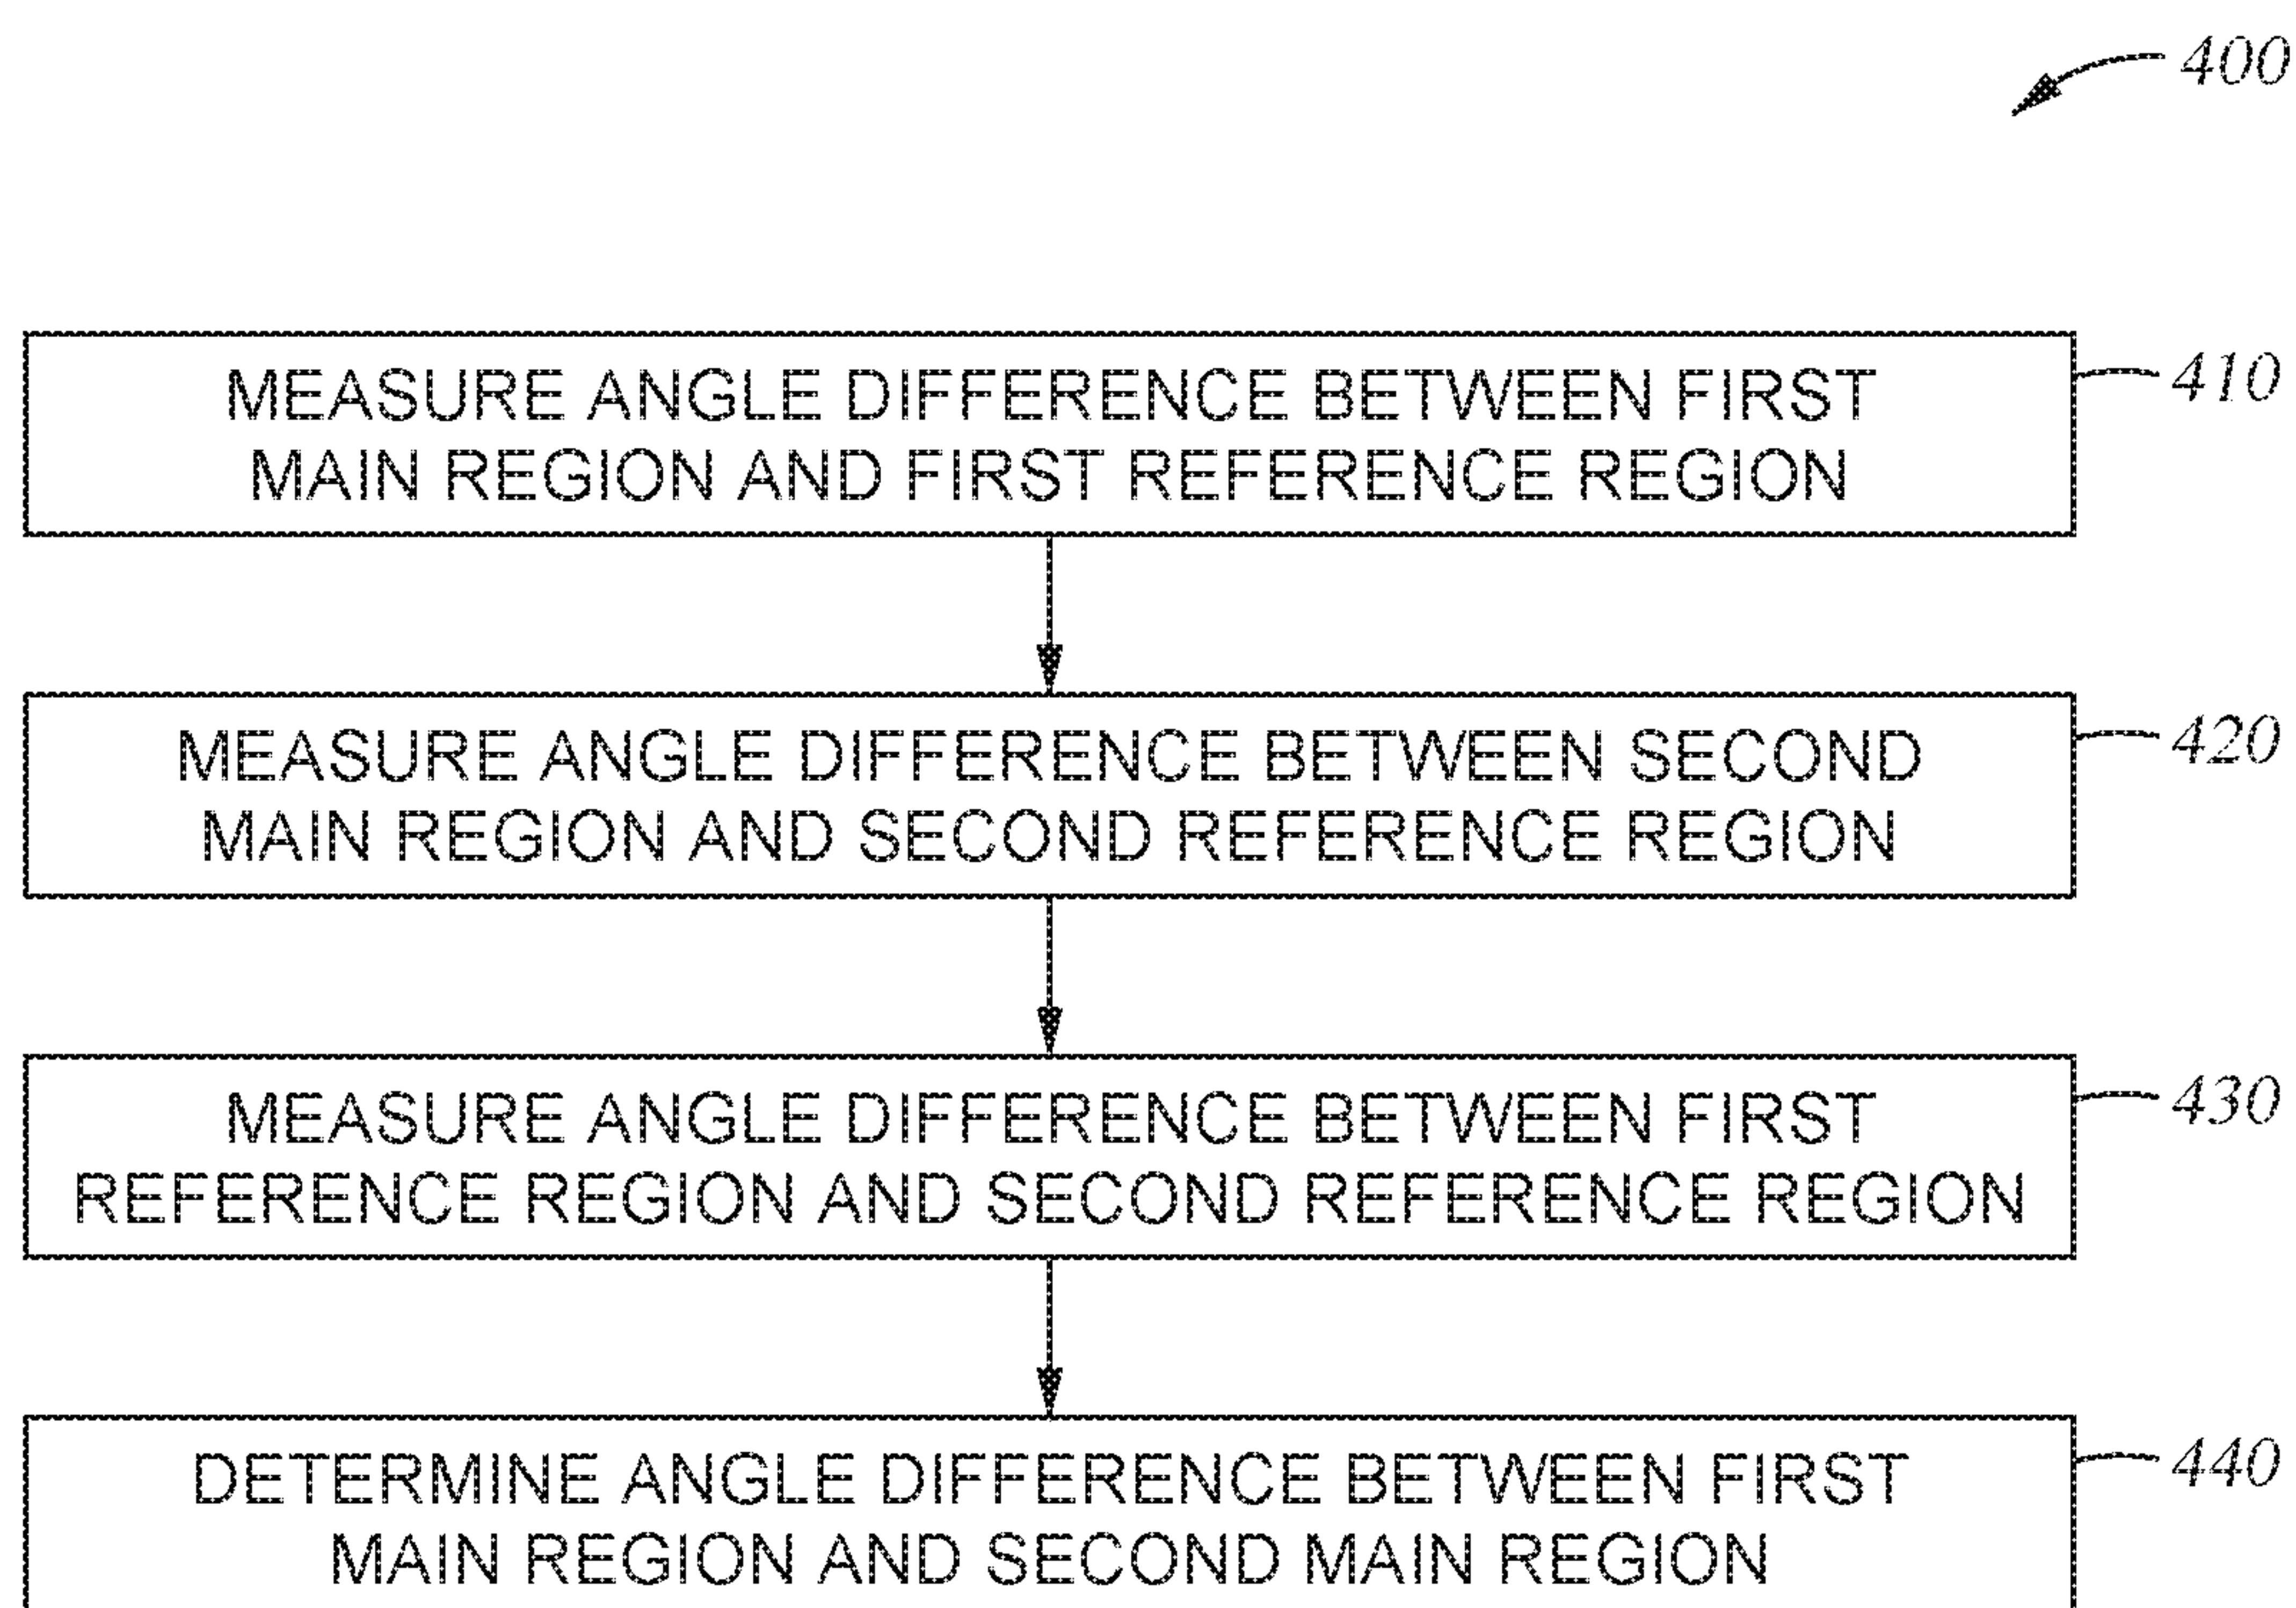 400
MEASURE ANGLE DIFFERENCE BETWEEN FIRST
MAIN REGION AND FIRST REFERENCE REGION
410
MEASURE ANGLE DIFFERENCE BETWEEN SECOND
MAIN REGION AND SECOND REFERENCE REGION
420
MEASURE ANGLE DIFFERENCE BETWEEN FIRST
REFERENCE REGION AND SECOND REFERENCE REGION
430
DETERMINE ANGLE DIFFERENCE BETWEEN FIRST
MAIN REGION AND SECOND MAIN REGION
440